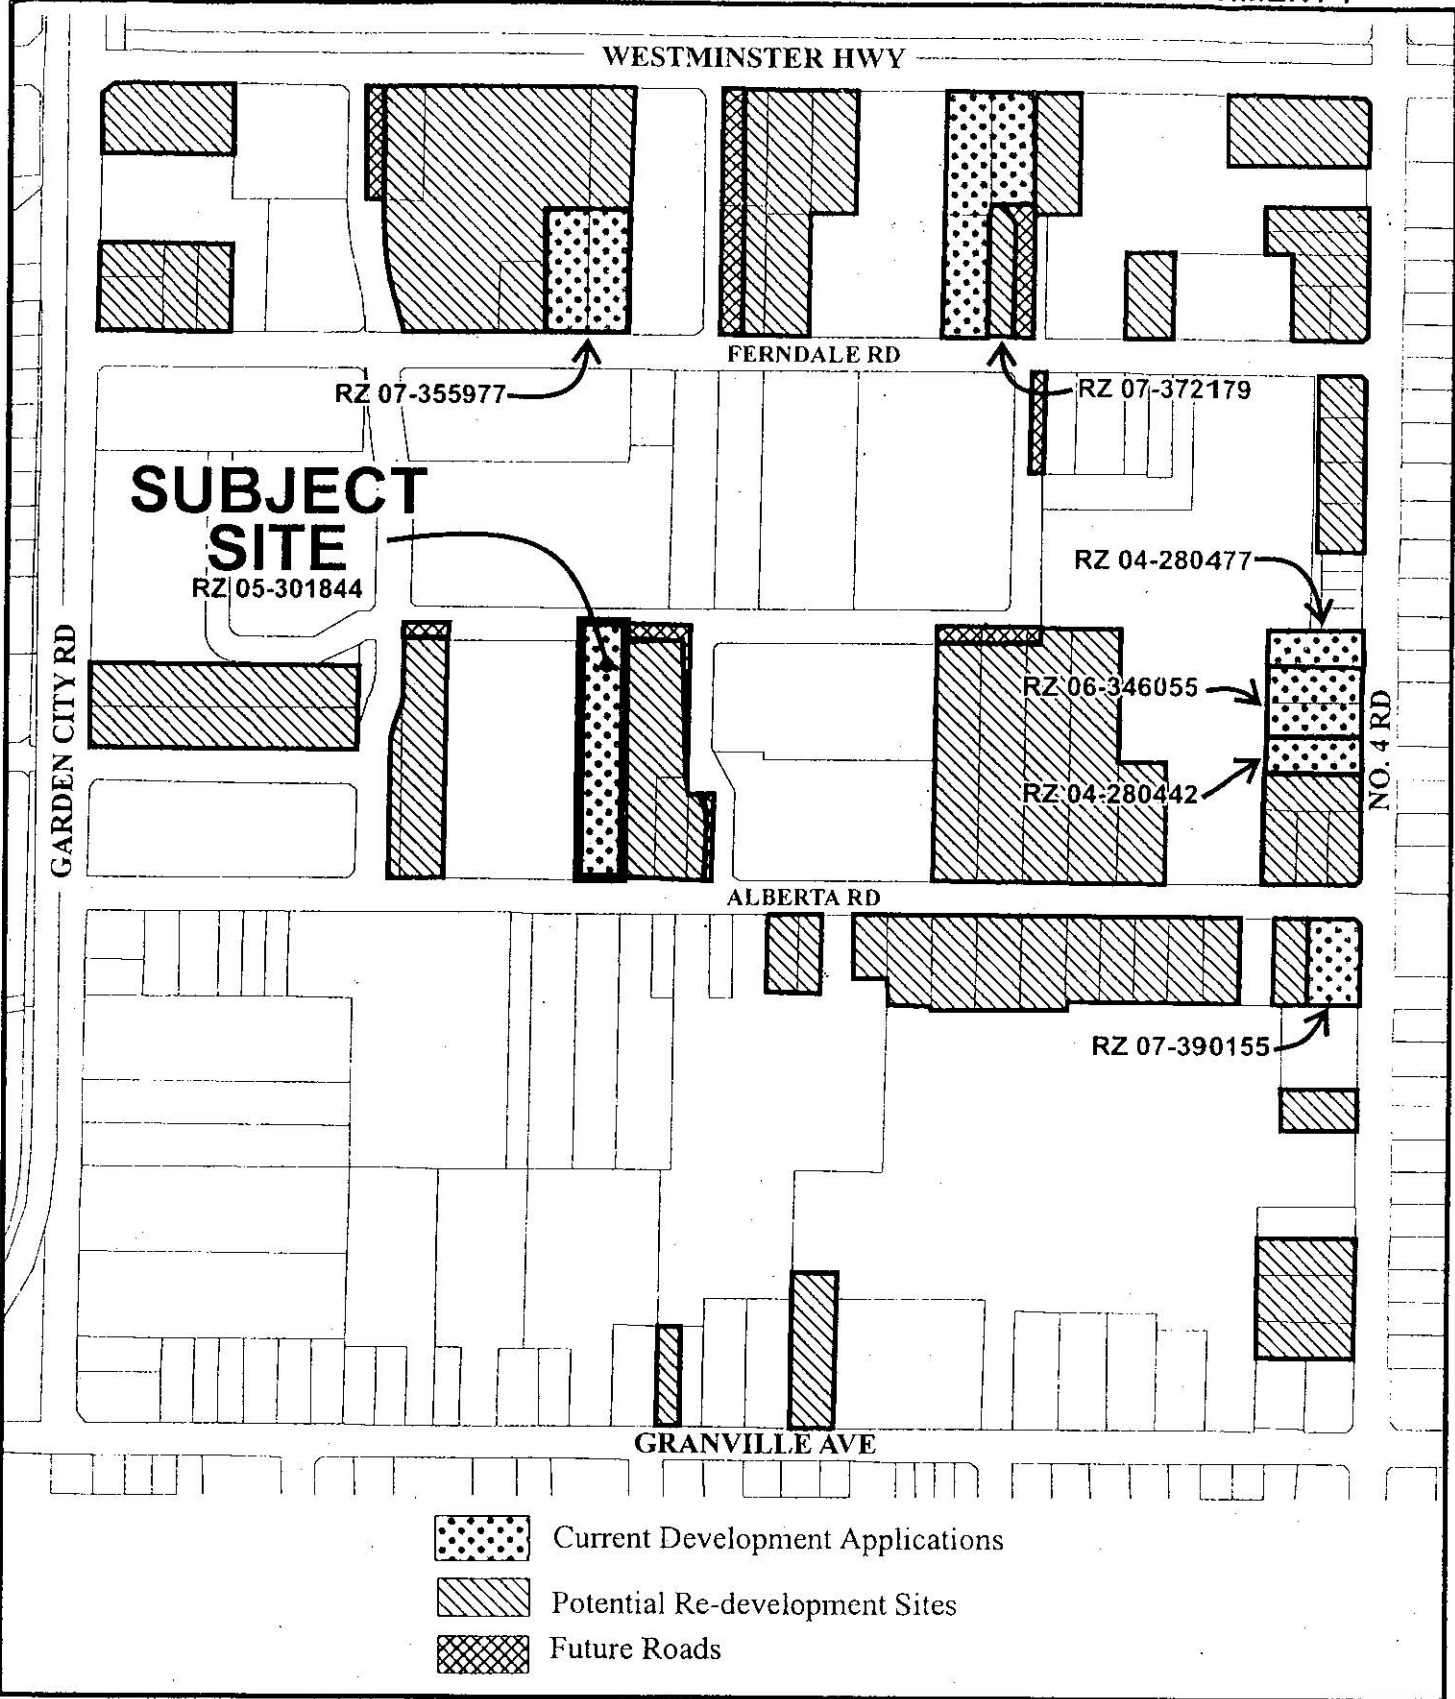 WESTMINSTER HWY
FERNDALE RD
RZ 07-355977
RZ 07-372179
SUBJECT
SITE
RZ 05-301844
RZ 04-280477
RZ 06-346055
RZ 04-280442
GARDEN CITY RD
NO. 4 RD
ALBERTA RD
RZ 07-390155
GRANVILLE AVE
Current Development Applications
Potential Re-development Sites
Future Roads